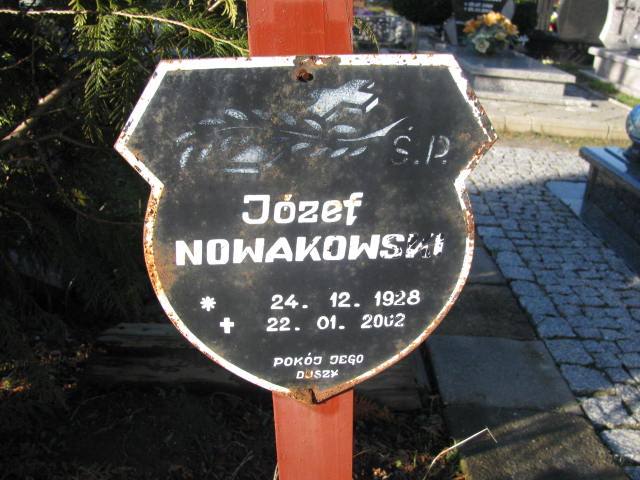 Ś.P.
Józef
NOWAKOWSKI
* 24. 12. 1928
+ 22. 01. 2002
POKÓJ JEGO
DUSZY